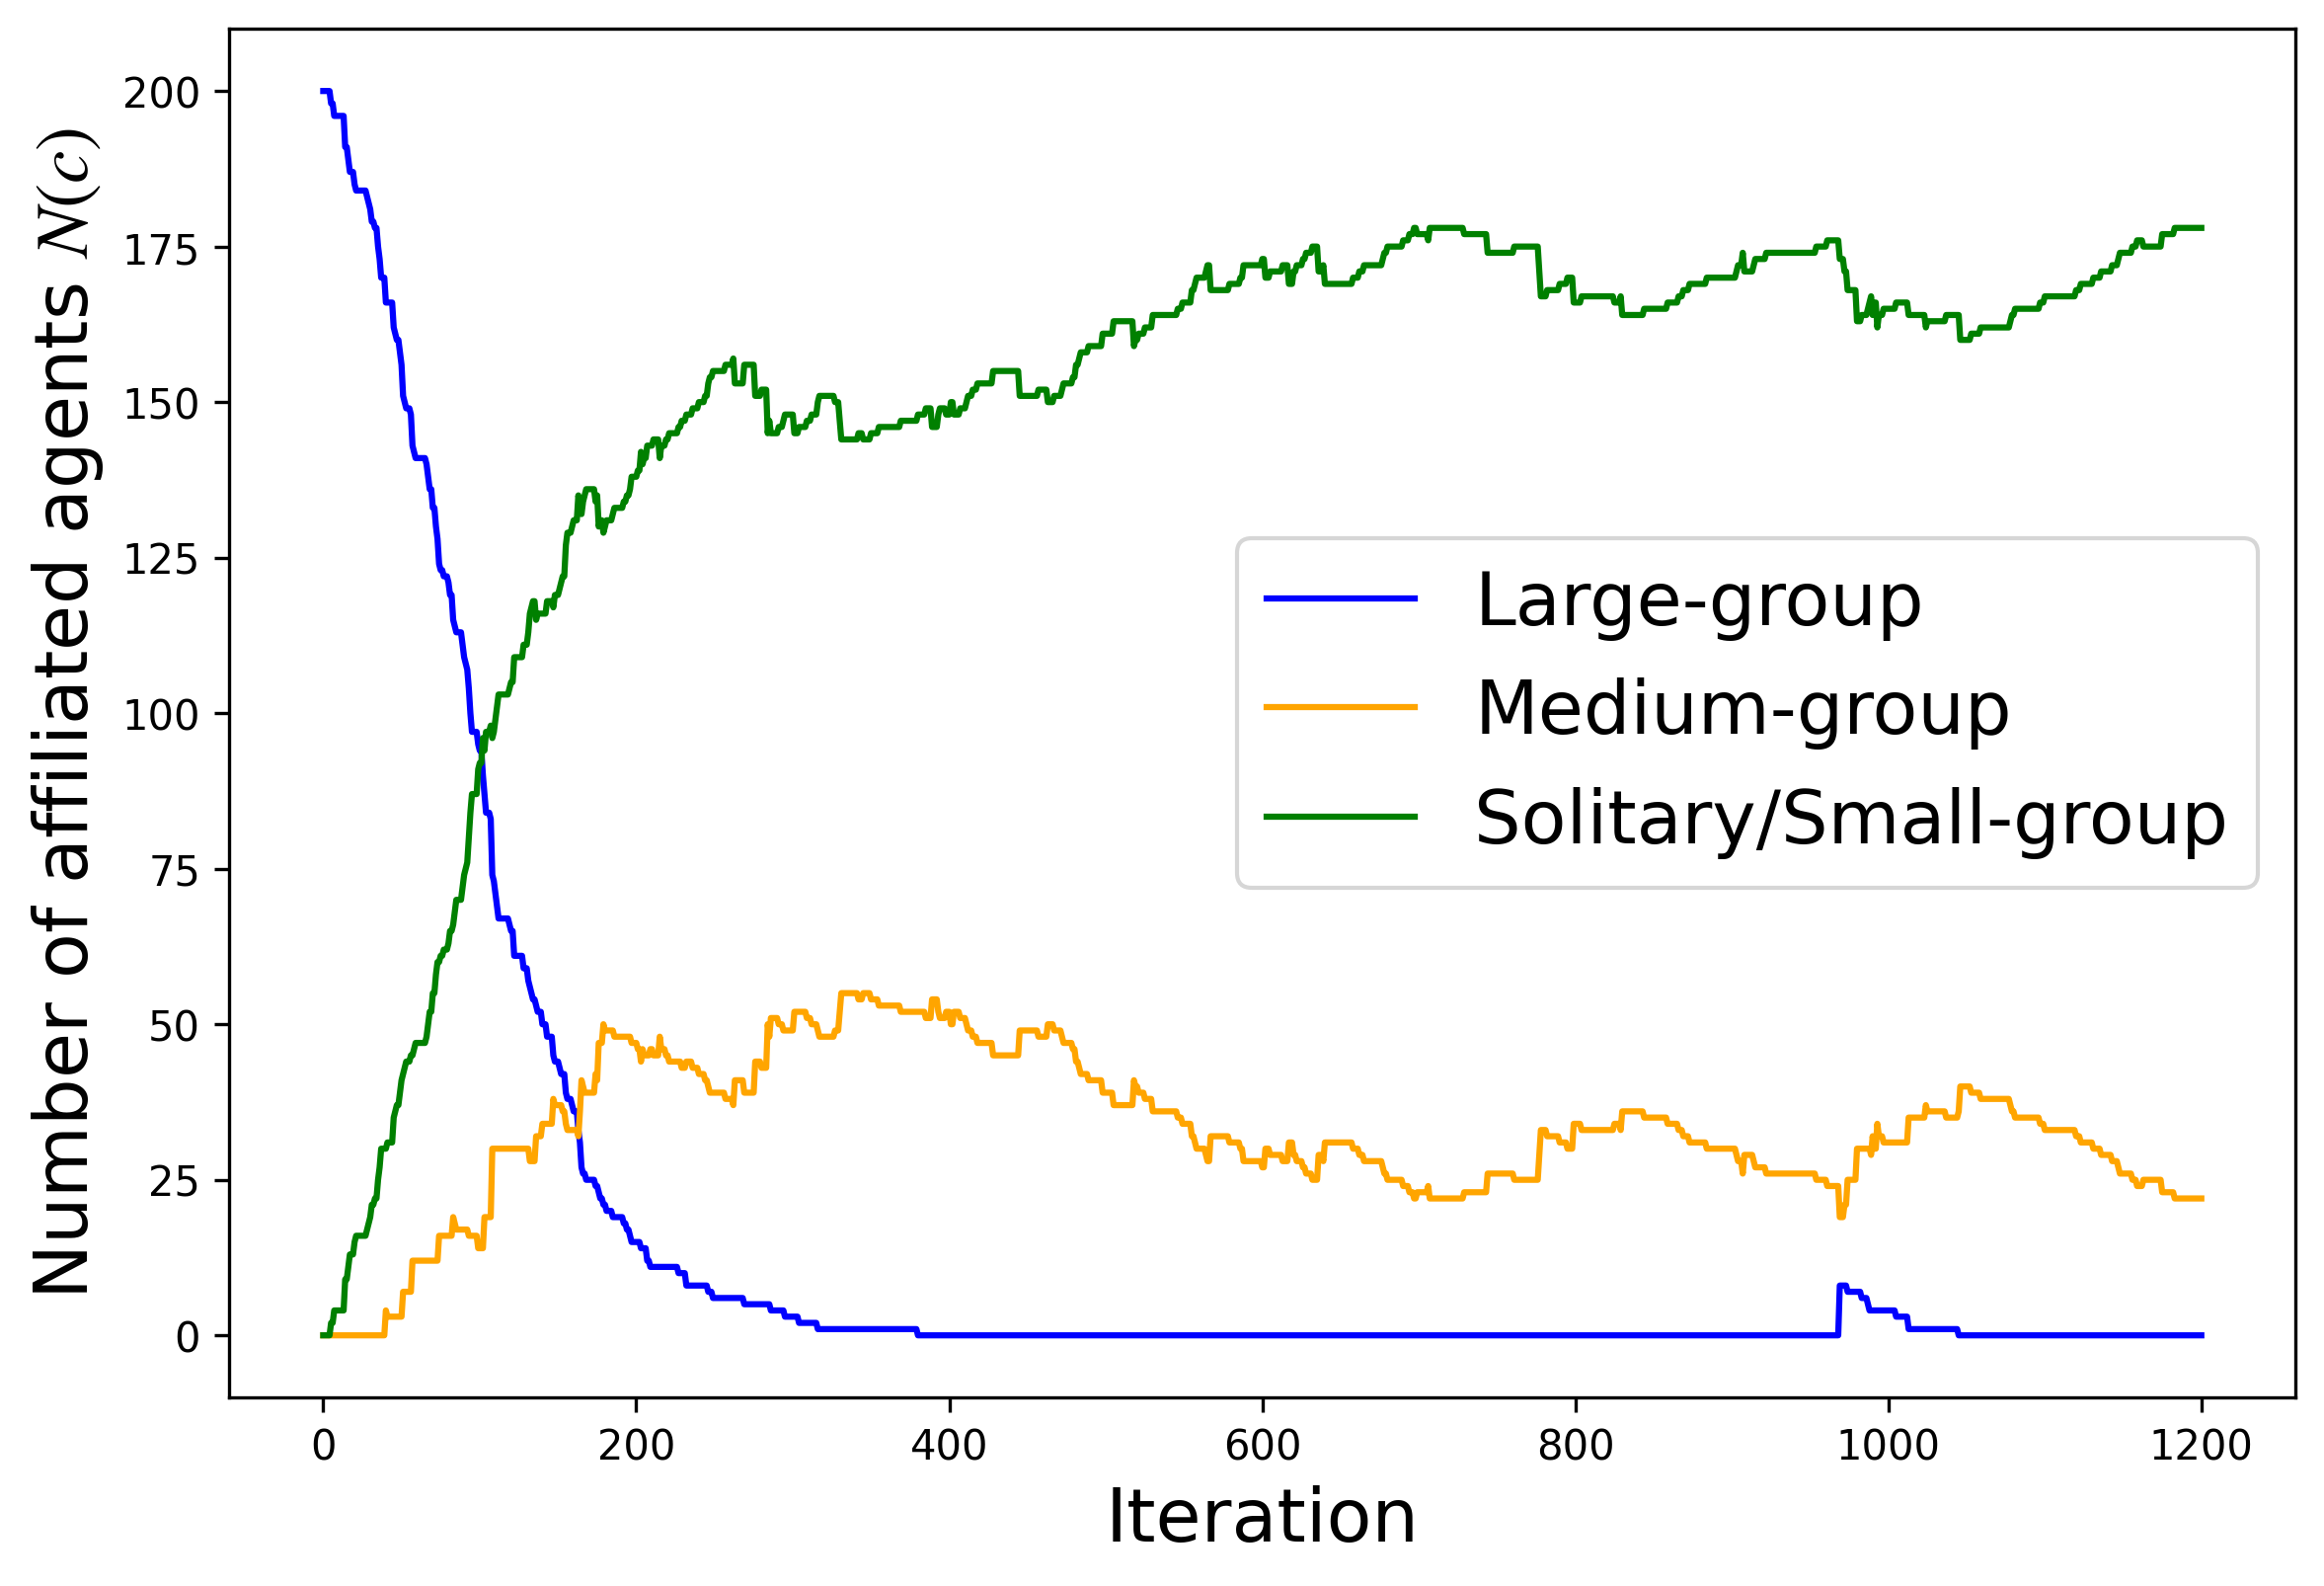 Number of affiliated agents N(c)
200
175
150
125
100
75
50
25
0
Large-group
Medium-group
Solitary/Small-group
0 200 400 600 800 1000 1200
Iteration